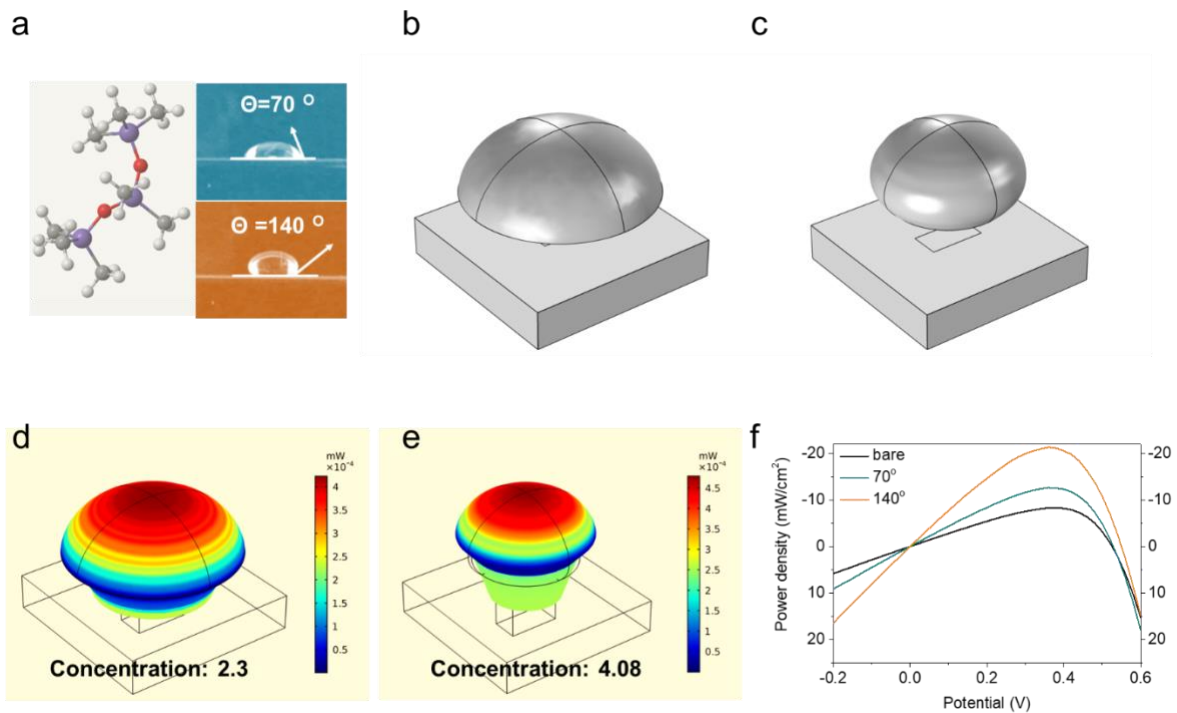 a
b
c
Θ=70 O
Θ =140 °
d
mW
×10⁻⁴
4
3.5
3
2.5
2
1.5
1
0.5
Concentration: 2.3
e
mW
×10⁻⁴
4.5
4
3.5
3
2.5
2
1.5
1
0.5
Concentration: 4.08
f
bare
70°
140°
Power density (mW/cm²)
-20
-10
0
10
20
-20
-10
0
10
20
-0.2 0.0 0.2 0.4 0.6
Potential (V)